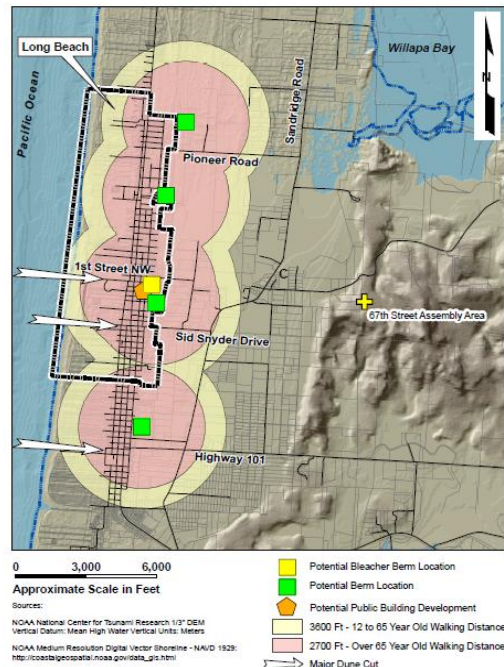 Willapa Bay
Long Beach
N
Pacific Ocean
Sandridge Road
Pioneer Road
1st Street NW
67th Street Assembly Area
Sid Snyder Drive
Highway 101
0 3,000 6,000
Approximate Scale in Feet
Sources:
NOAA National Center for Tsunami Research 1/3" DEM
Vertical Datum: Mean High Water Vertical Units: Meters
NOAA Medium Resolution Digital Vector Shoreline - NAVD 1929:
http://coastalgeospatial.noaa.gov/data_gis.html
Potential Bleacher Berm Location
Potential Berm Location
Potential Public Building Development
3600 Ft - 12 to 65 Year Old Walking Distance
2700 Ft - Over 65 Year Old Walking Distance
Major Dune Cut